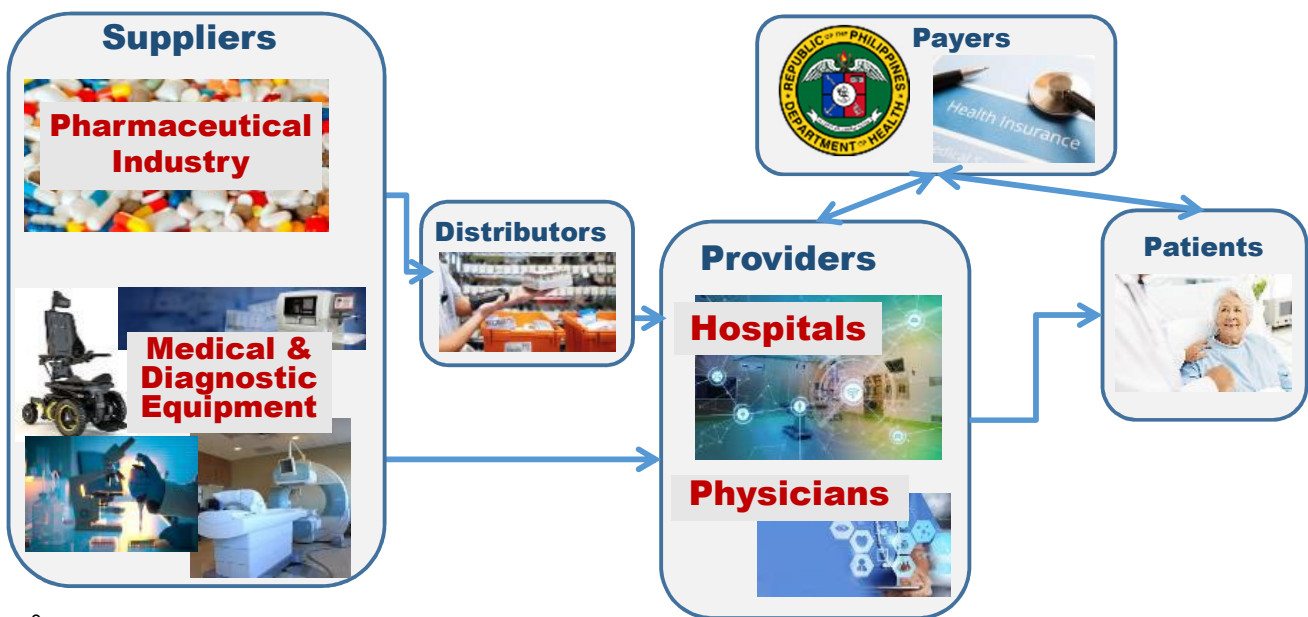 Suppliers
Pharmaceutical
Industry
Medical &
Diagnostic
Equipment
Distributors
Providers
Hospitals
Physicians
Payers
REPUBLIC OF THE PHILIPPINES
DEPARTMENT OF HEALTH
Health Insurance
Patients